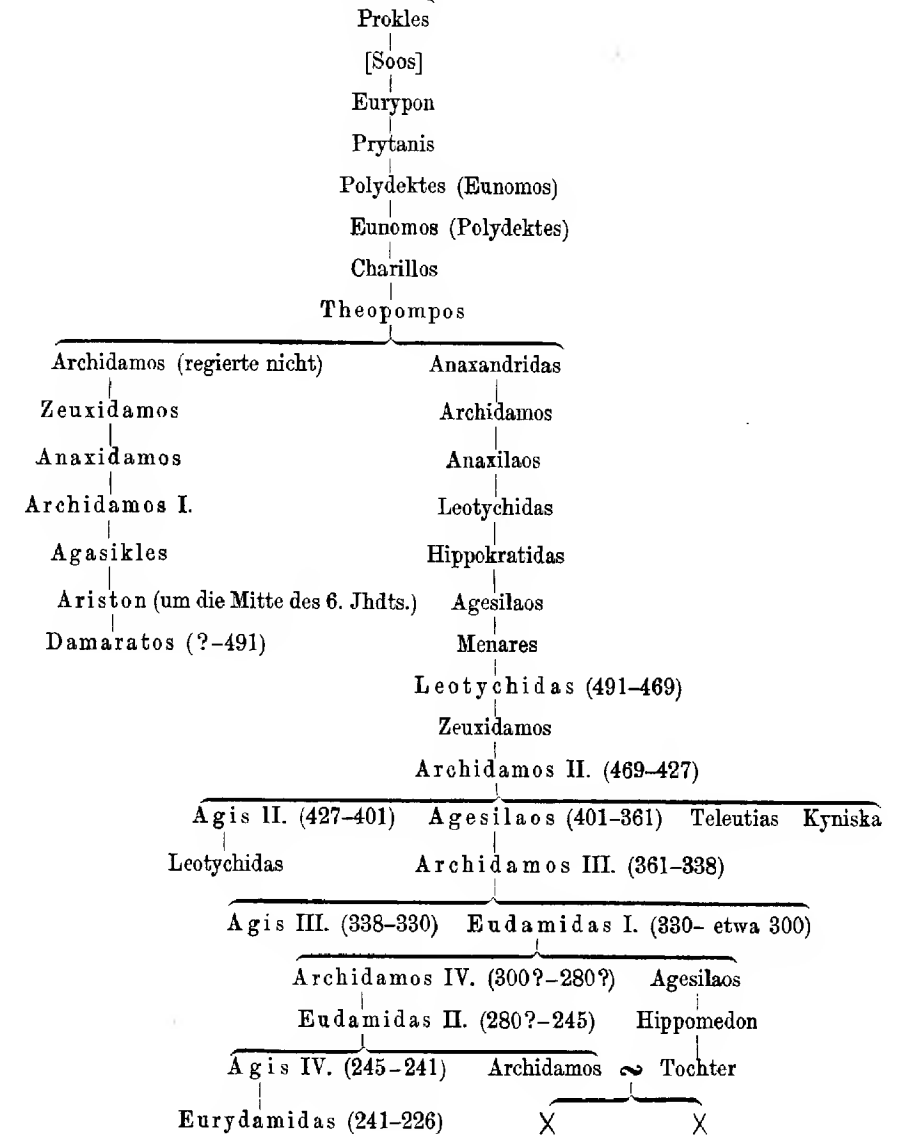 Prokles
[Soos]
Eurypon
Prytanis
Polydektes (Eunomos)
Eunomos (Polydektes)
Charillos
Theopompos
Archidamos (regierte nicht) Anaxandridas
Zeuxidamos Archidamos
Anaxidamos Anaxilaos
Archidamos I. Leotychidas
Agasikles Hippokratidas
Ariston (um die Mitte des 6. Jhdts.) Agesilaos
Damaratos (?–491) Menares
Leotychidas (491–469)
Zeuxidamos
Archidamos II. (469–427)
Agis II. (427–401) Agesilaos (401–361) Teleutias Kyniska
Leotychidas Archidamos III. (361–338)
Agis III. (338–330) Eudamidas I. (330– etwa 300)
Archidamos IV. (300?–280?) Agesilaos
Eudamidas II. (280?–245) Hippomedon
Agis IV. (245–241) Archidamos ∾ Tochter
Eurydamidas (241–226) X X